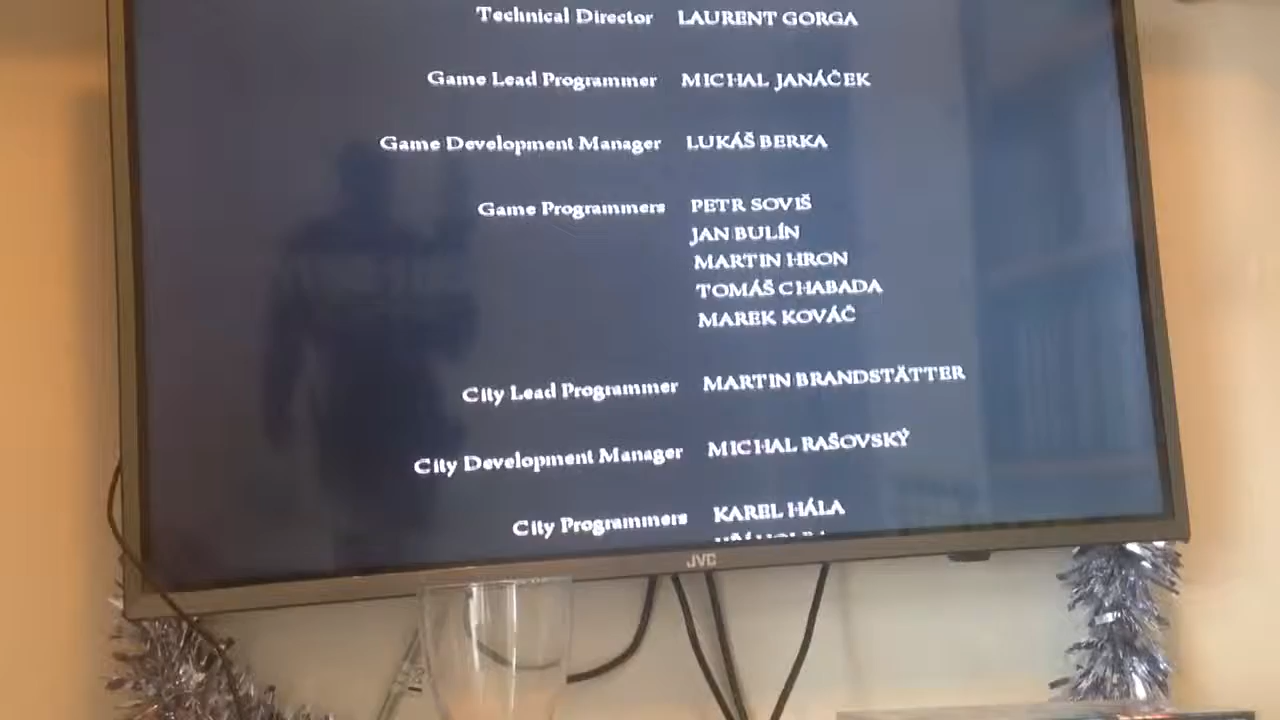 Technical Director LAURENT GORGA
Game Lead Programmer MICHAL JANÁČEK
Game Development Manager LUKÁŠ BERKA
Game Programmers PETR SOVIŠ
JAN BULÍN
MARTIN HRON
TOMÁŠ CHABADA
MAREK KOVÁČ
City Lead Programmer MARTIN BRANDSTÄTTER
City Development Manager MICHAL RAŠOVSKÝ
City Programmers KAREL HÁLA
JVC